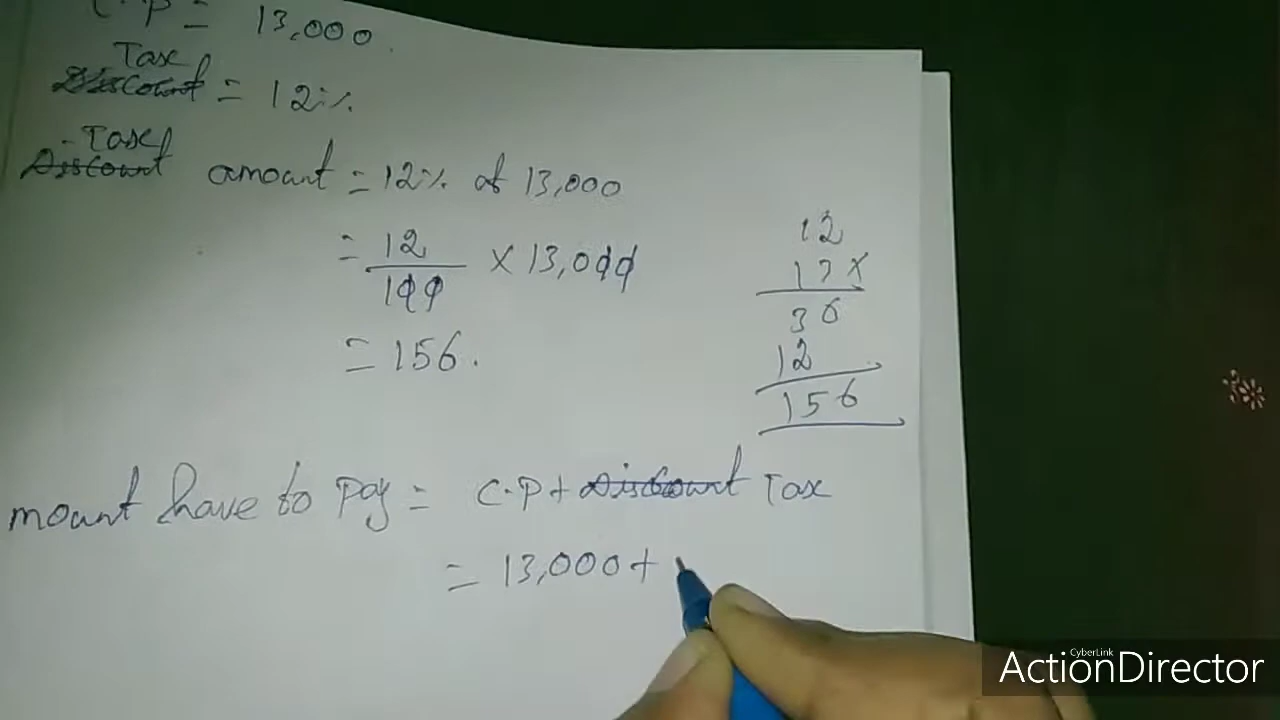 C.P = 13,000.
Tax
Discount = 12%
Tax
Discount amount = 12% of 13,000
= 12/100 × 13,000
= 156.
12
13 ×
36
12
156
mount have to Pay = C.P + Discount Tax
= 13,000 +
CyberLink
ActionDirector